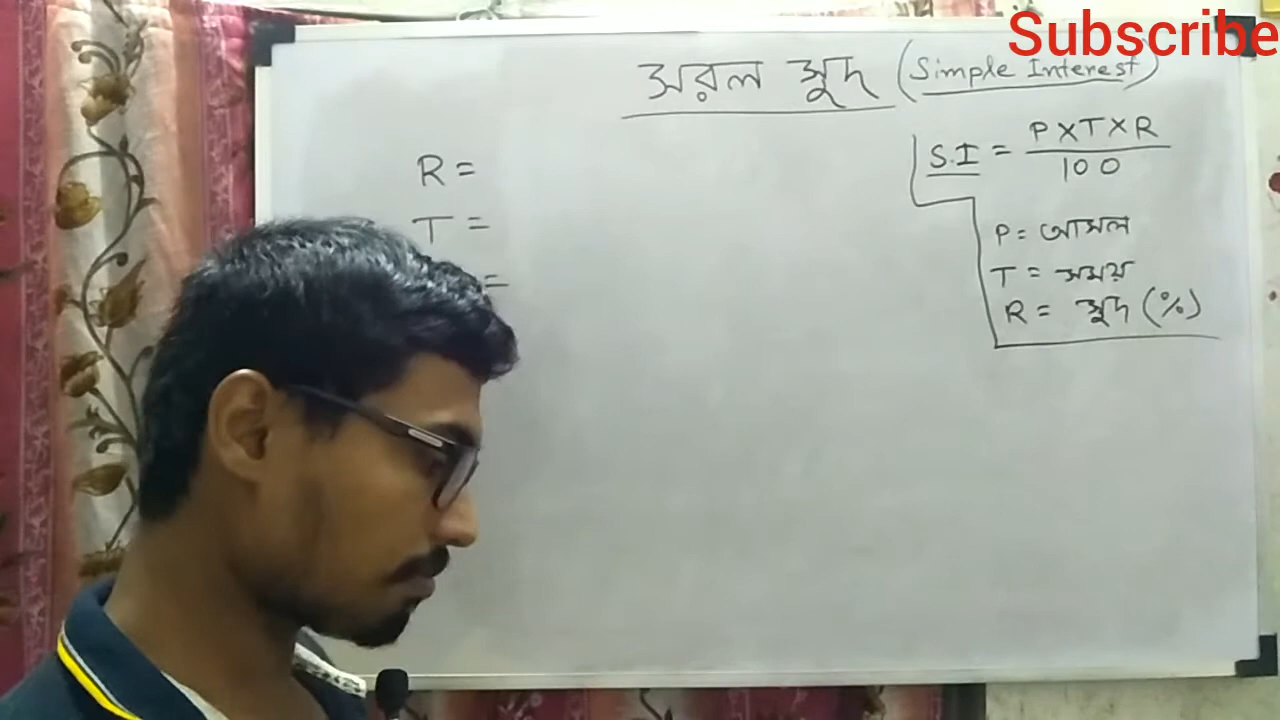 Subscribe
সরল সুদ (Simple Interest)
S.I = P X T X R / 100
R =
T =
=
P = আসল
T = সময়
R = সুদ (%)